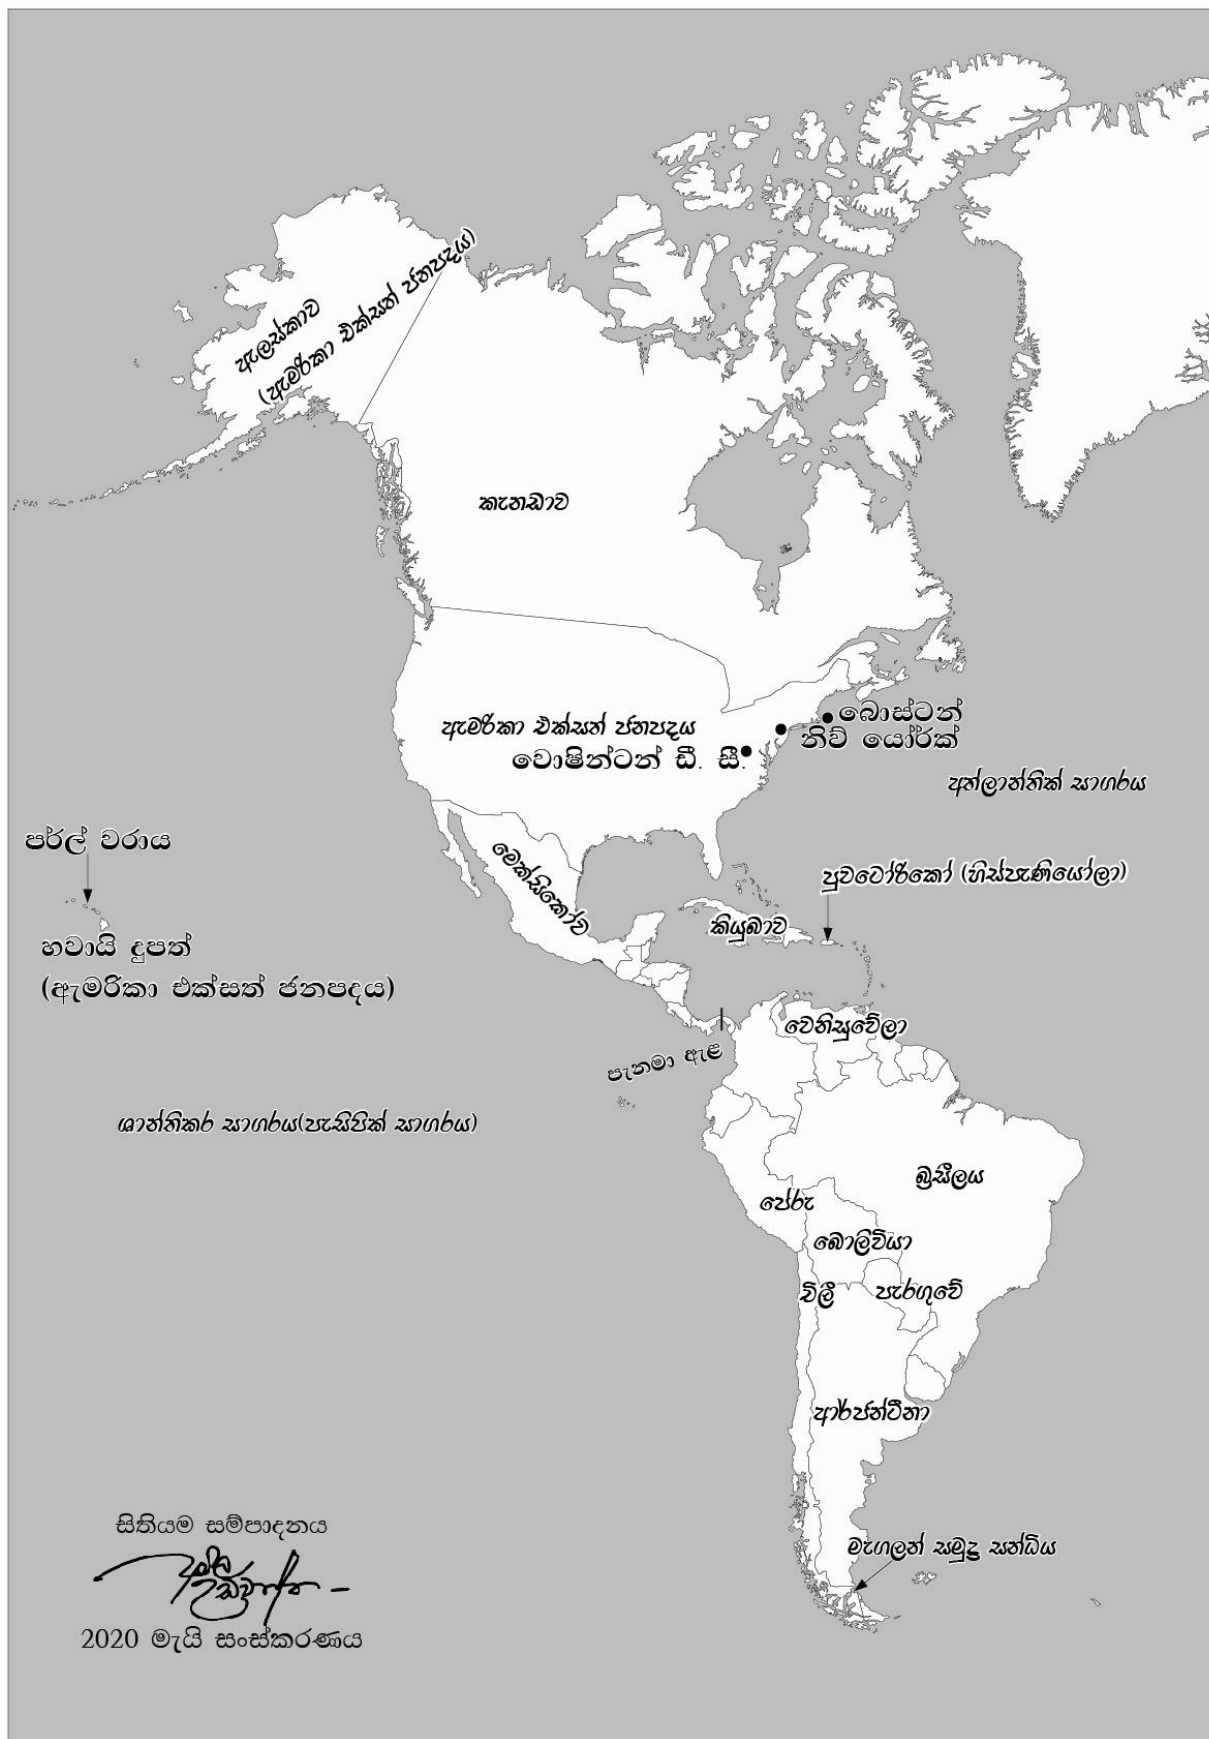 ඇලස්කාව
(ඇමරිකා එක්සත් ජනපදය)
කැනඩාව
ඇමරිකා එක්සත් ජනපදය
බොස්ටන්
නිව් යෝර්ක්
වොෂින්ටන් ඩී. සී.
අත්ලාන්තික් සාගරය
පර්ල් වරාය
මෙක්සිකෝව
පුවටෝරිකෝ (හිස්පැණියෝලා)
කියුබාව
හවායි දූපත්
(ඇමරිකා එක්සත් ජනපදය)
වෙනිසුවේලා
පැනමා ඇළ
ශාන්තිකර සාගරය(පැසිපික් සාගරය)
බ්‍රසීලය
පේරු
බොලිවියා
චිලී
පැරගුවේ
ආර්ජන්ටීනා
මැගලන් සමුද්‍ර සන්ධිය
සිතියම සම්පාදනය
2020 මැයි සංස්කරණය